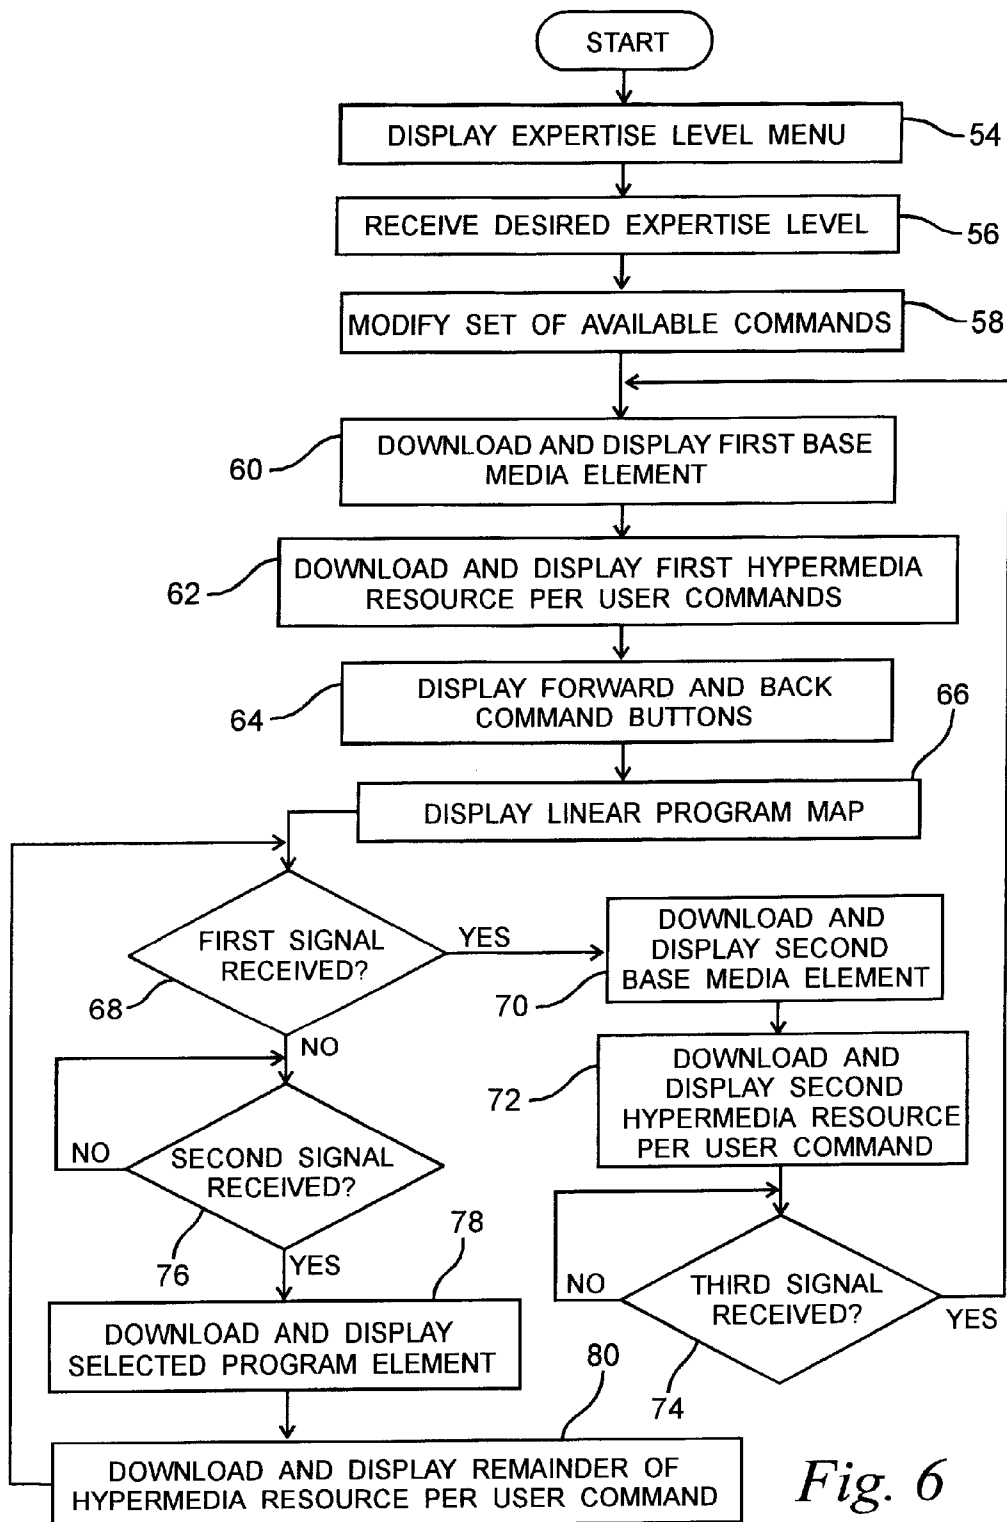 START
DISPLAY EXPERTISE LEVEL MENU
54
RECEIVE DESIRED EXPERTISE LEVEL
56
MODIFY SET OF AVAILABLE COMMANDS
58
60
DOWNLOAD AND DISPLAY FIRST BASE
MEDIA ELEMENT
62
DOWNLOAD AND DISPLAY FIRST HYPERMEDIA
RESOURCE PER USER COMMANDS
64
DISPLAY FORWARD AND BACK
COMMAND BUTTONS
66
DISPLAY LINEAR PROGRAM MAP
FIRST SIGNAL
RECEIVED?
68
YES
NO
DOWNLOAD AND
DISPLAY SECOND
BASE MEDIA ELEMENT
70
72
DOWNLOAD AND
DISPLAY SECOND
HYPERMEDIA RESOURCE
PER USER COMMAND
NO
SECOND SIGNAL
RECEIVED?
76
YES
78
NO
THIRD SIGNAL
RECEIVED?
YES
74
DOWNLOAD AND DISPLAY
SELECTED PROGRAM ELEMENT
80
DOWNLOAD AND DISPLAY REMAINDER OF
HYPERMEDIA RESOURCE PER USER COMMAND
Fig. 6